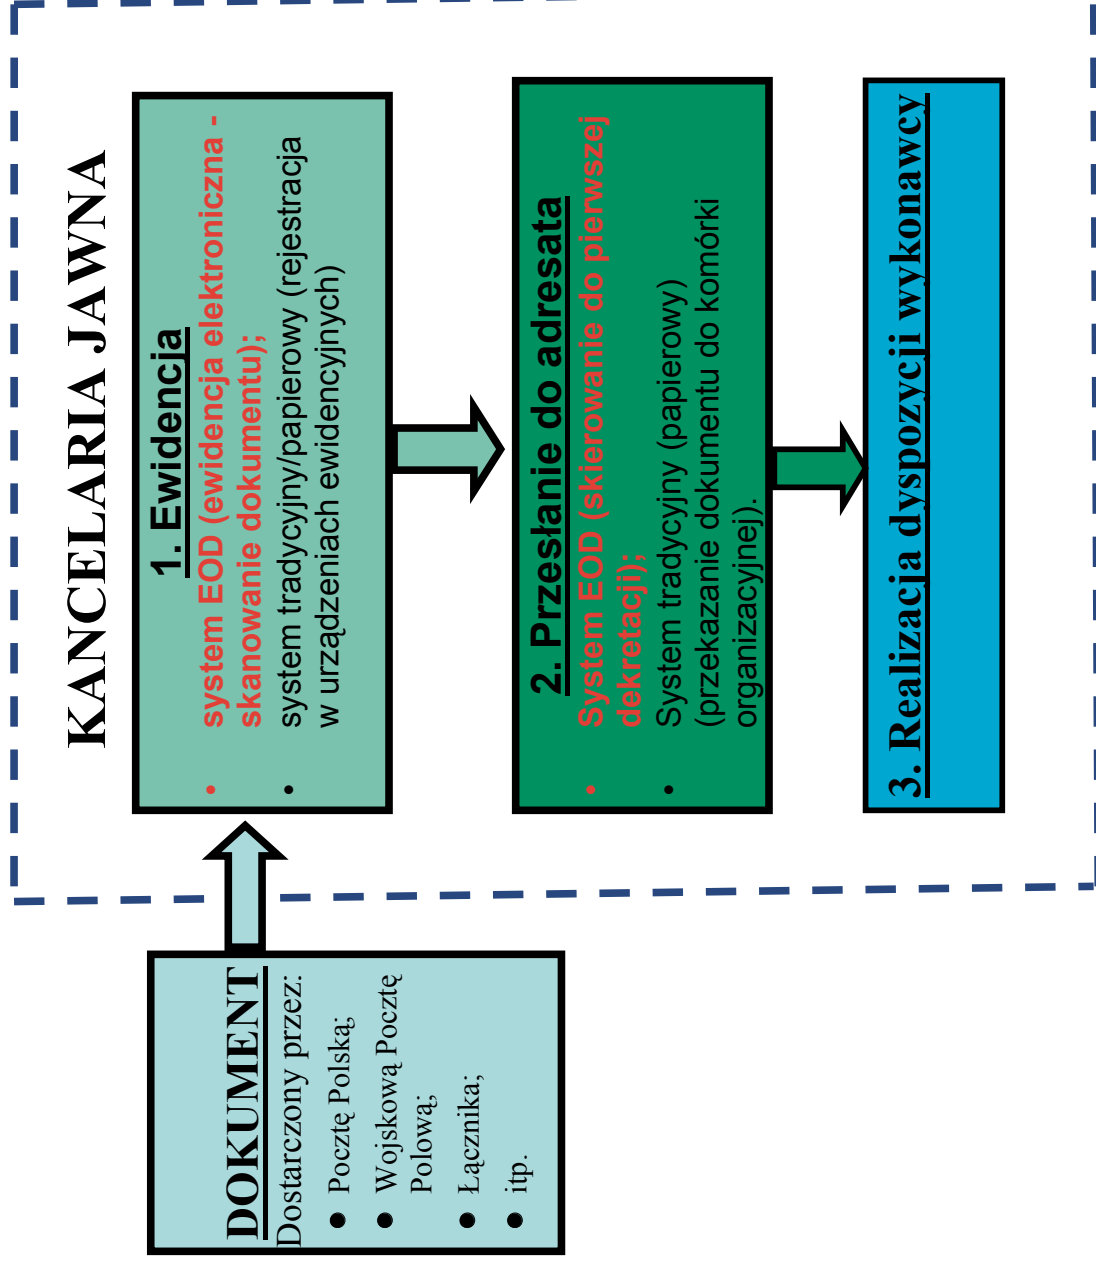 KANCELARIA JAWNA
DOKUMENT
Dostarczony przez:
● Pocztę Polską;
● Wojskową Pocztę
Polową;
● Łącznika;
● itp.
1. Ewidencja
• system EOD (ewidencja elektroniczna -
skanowanie dokumentu);
• system tradycyjny/papierowy (rejestracja
w urządzeniach ewidencyjnych)
2. Przesłanie do adresata
• System EOD (skierowanie do pierwszej
dekretacji);
• System tradycyjny (papierowy)
(przekazanie dokumentu do komórki
organizacyjnej).
3. Realizacja dyspozycji wykonawcy